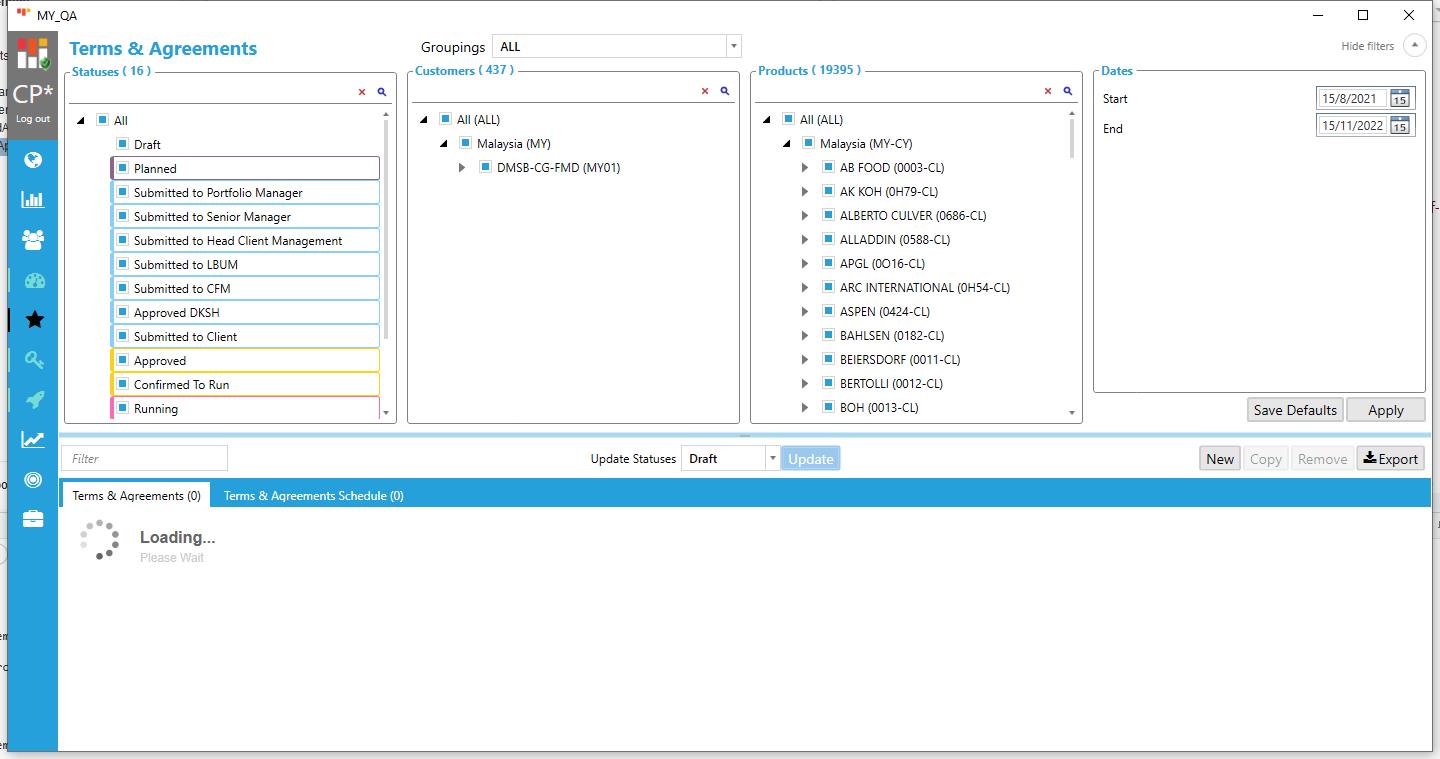 MY_QA
CP*
Log out
Terms & Agreements
Groupings
ALL
Hide filters
Statuses ( 16 )
All
Draft
Planned
Submitted to Portfolio Manager
Submitted to Senior Manager
Submitted to Head Client Management
Submitted to LBUM
Submitted to CFM
Approved DKSH
Submitted to Client
Approved
Confirmed To Run
Running
Customers ( 437 )
All (ALL)
Malaysia (MY)
DMSB-CG-FMD (MY01)
Products ( 19395 )
All (ALL)
Malaysia (MY-CY)
AB FOOD (0003-CL)
AK KOH (0H79-CL)
ALBERTO CULVER (0686-CL)
ALLADDIN (0588-CL)
APGL (0O16-CL)
ARC INTERNATIONAL (0H54-CL)
ASPEN (0424-CL)
BAHLSEN (0182-CL)
BEIERSDORF (0011-CL)
BERTOLLI (0012-CL)
BOH (0013-CL)
Dates
Start
15/8/2021
15
End
15/11/2022
15
Save Defaults
Apply
Filter
Update Statuses
Draft
Update
New
Copy
Remove
Export
Terms & Agreements (0)
Terms & Agreements Schedule (0)
Loading...
Please Wait